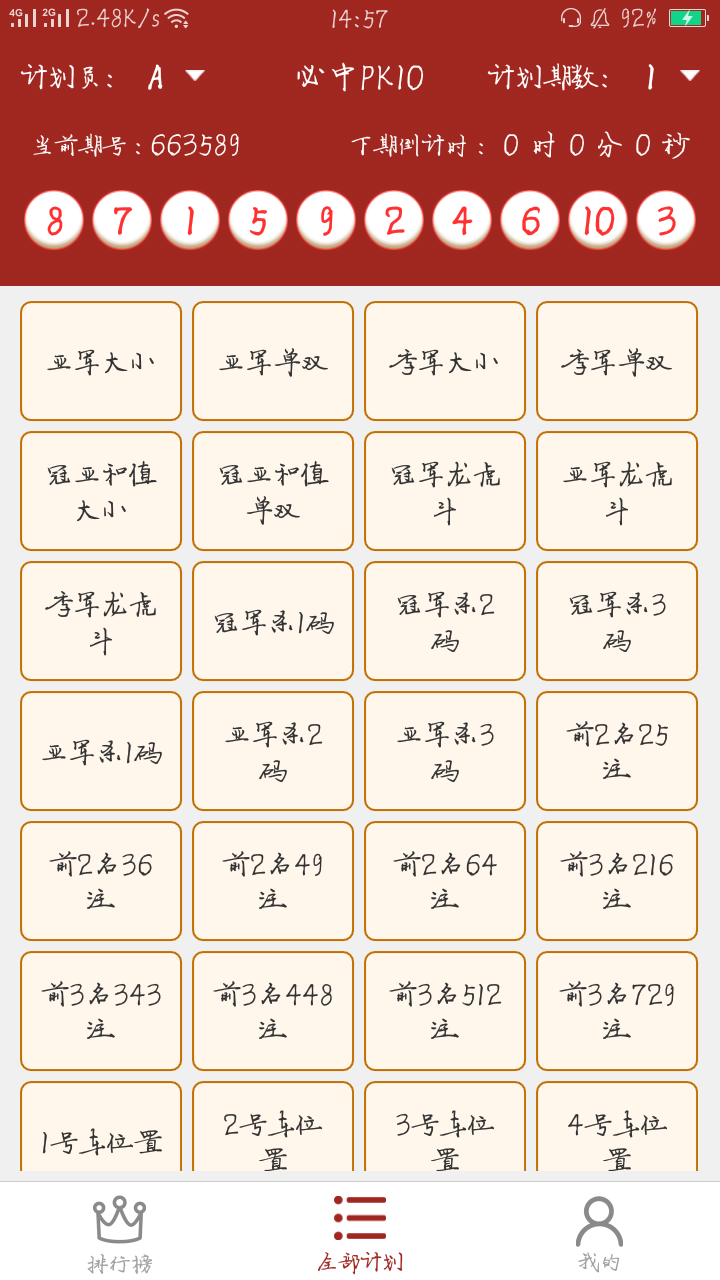 4G 2G 2.48K/s 14:57 92%
计划员： A 必中PK10 计划期数： 1
当前期号：663589 下期倒计时：0时0分0秒
8 7 1 5 9 2 4 6 10 3
亚军大小 亚军单双 季军大小 季军单双
冠亚和值 冠亚和值 冠军龙虎 亚军龙虎
大小 单双 斗 斗
季军龙虎 冠军杀1码 冠军杀2 冠军杀3
斗 码 码
亚军杀1码 亚军杀2 亚军杀3 前2名25
码 码 注
前2名36 前2名49 前2名64 前3名216
注 注 注 注
前3名343 前3名448 前3名512 前3名729
注 注 注 注
1号车位置 2号车位 3号车位 4号车位
置 置 置
排行榜 全部计划 我的